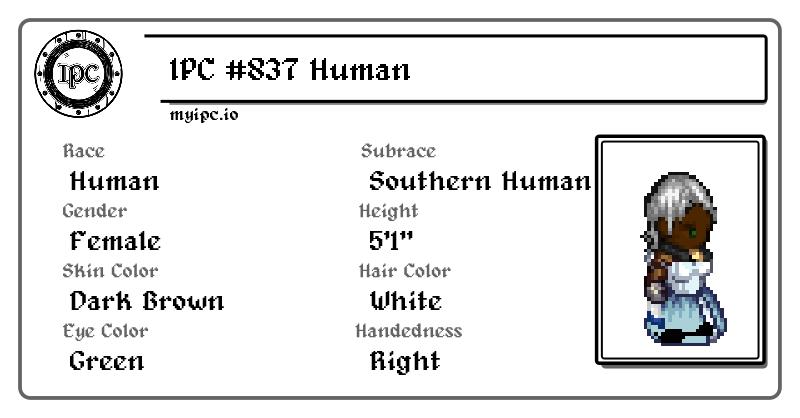 IPC
IPC #837 Human
myipc.io
Race
Human
Subrace
Southern Human
Gender
Female
Height
5'1"
Skin Color
Dark Brown
Hair Color
White
Eye Color
Green
Handedness
Right